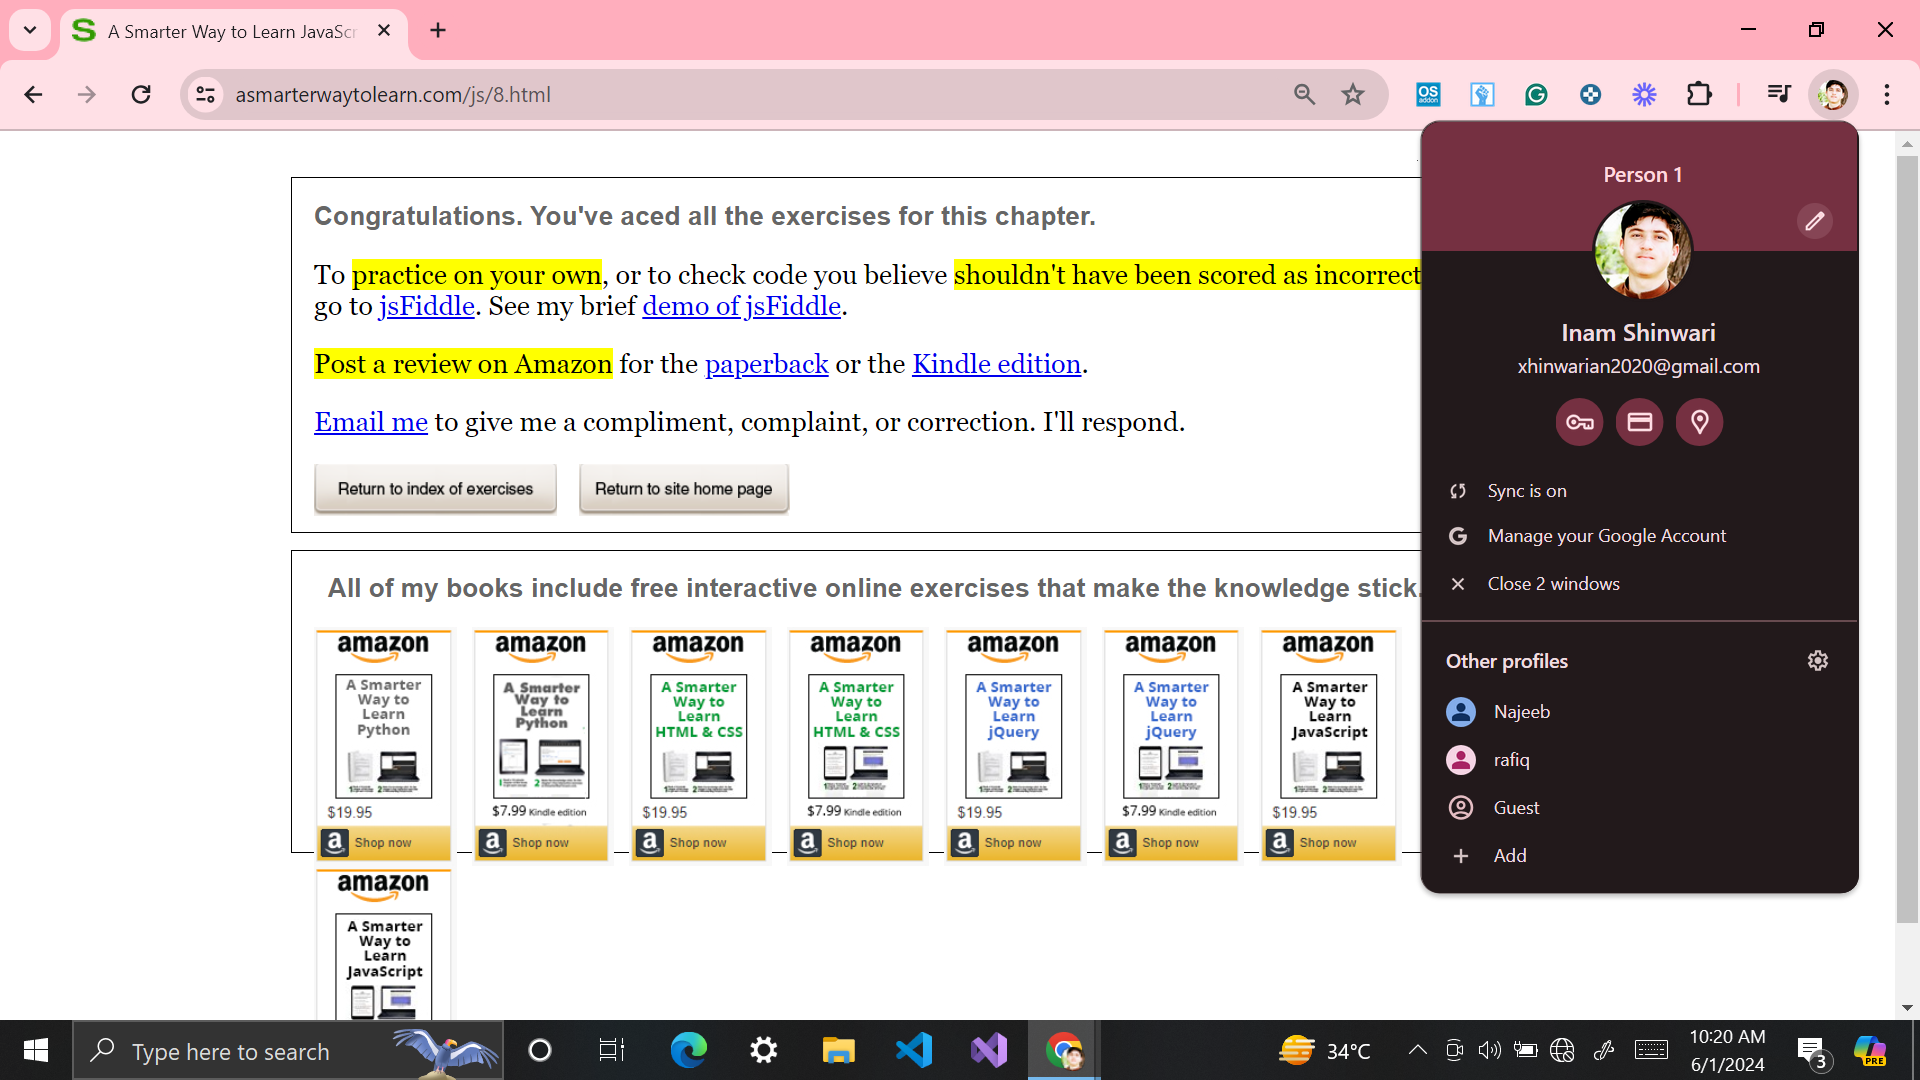 A Smarter Way to Learn JavaScr
asmarterwaytolearn.com/js/8.html
OS
addon
Congratulations. You've aced all the exercises for this chapter.
To practice on your own, or to check code you believe shouldn't have been scored as incorrect
go to jsFiddle. See my brief demo of jsFiddle.
Post a review on Amazon for the paperback or the Kindle edition.
Email me to give me a compliment, complaint, or correction. I'll respond.
Return to index of exercises
Return to site home page
All of my books include free interactive online exercises that make the knowledge stick.
amazon
A Smarter
Way to
Learn
Python
$19.95
Shop now
amazon
A Smarter
Way to
Learn
Python
$7.99 Kindle edition
Shop now
amazon
A Smarter
Way to
Learn
HTML & CSS
$19.95
Shop now
amazon
A Smarter
Way to
Learn
HTML & CSS
$7.99 Kindle edition
Shop now
amazon
A Smarter
Way to
Learn
jQuery
$19.95
Shop now
amazon
A Smarter
Way to
Learn
jQuery
$7.99 Kindle edition
Shop now
amazon
A Smarter
Way to
Learn
JavaScript
$19.95
Shop now
amazon
A Smarter
Way to
Learn
JavaScript
Person 1
Inam Shinwari
xhinwarian2020@gmail.com
Sync is on
Manage your Google Account
Close 2 windows
Other profiles
Najeeb
rafiq
Guest
Add
Type here to search
34°C
10:20 AM
6/1/2024
3
PRE